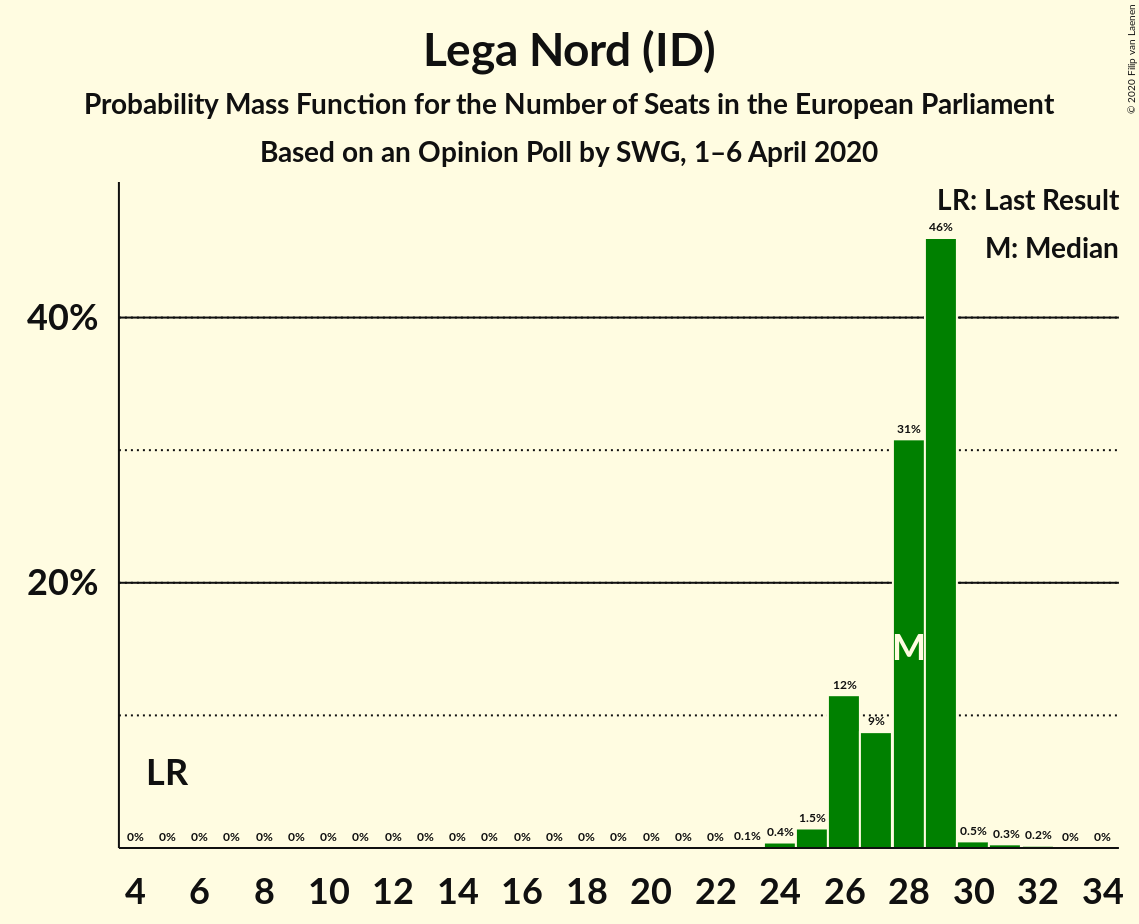 Lega Nord (ID)
Probability Mass Function for the Number of Seats in the European Parliament
Based on an Opinion Poll by SWG, 1–6 April 2020
© 2020 Filip van Laenen
LR: Last Result
M: Median
40%
20%
46%
31%
M
12%
9%
LR
0% 0% 0% 0% 0% 0% 0% 0% 0% 0% 0% 0% 0% 0% 0% 0% 0% 0% 0% 0.1% 0.4% 1.5% 0.5% 0.3% 0.2% 0% 0%
4 6 8 10 12 14 16 18 20 22 24 26 28 30 32 34